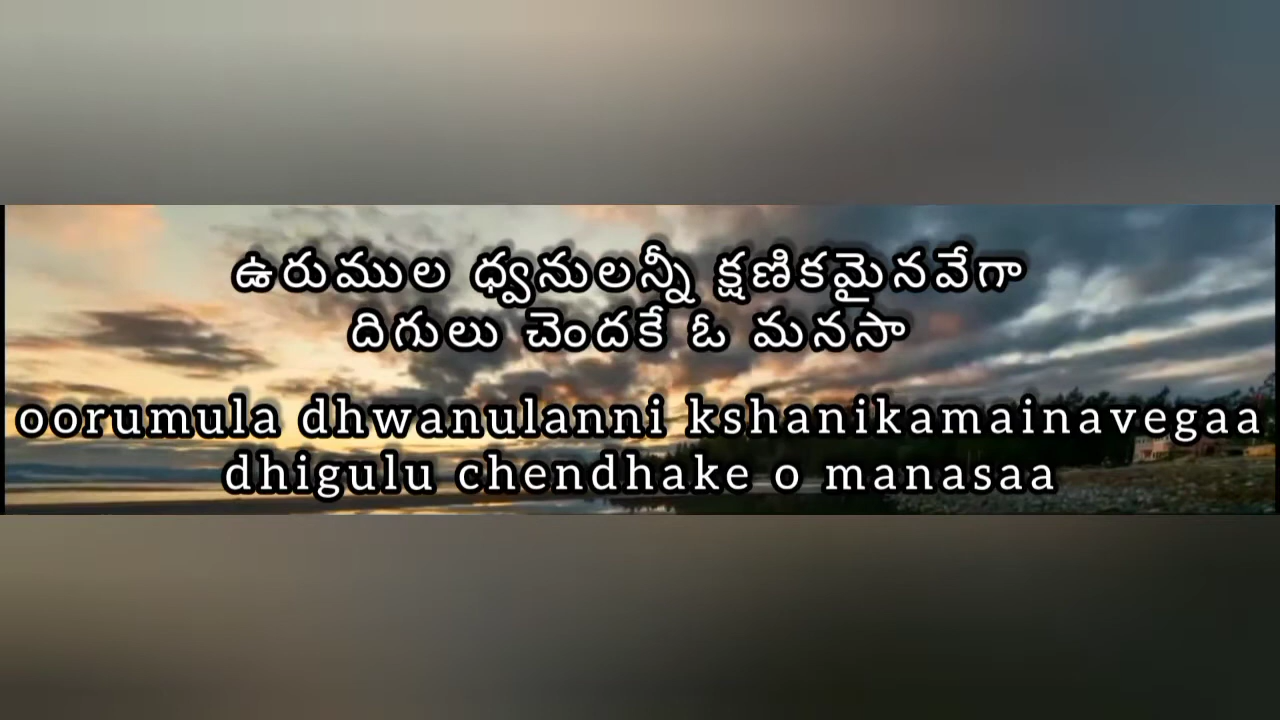 ఉరుముల ధ్వనులన్నీ క్షణికమైనవేగా
దిగులు చెందకే ఓ మనసా
oorumula dhwanulanni kshanikamainavegaa
dhigulu chendhake o manasaa